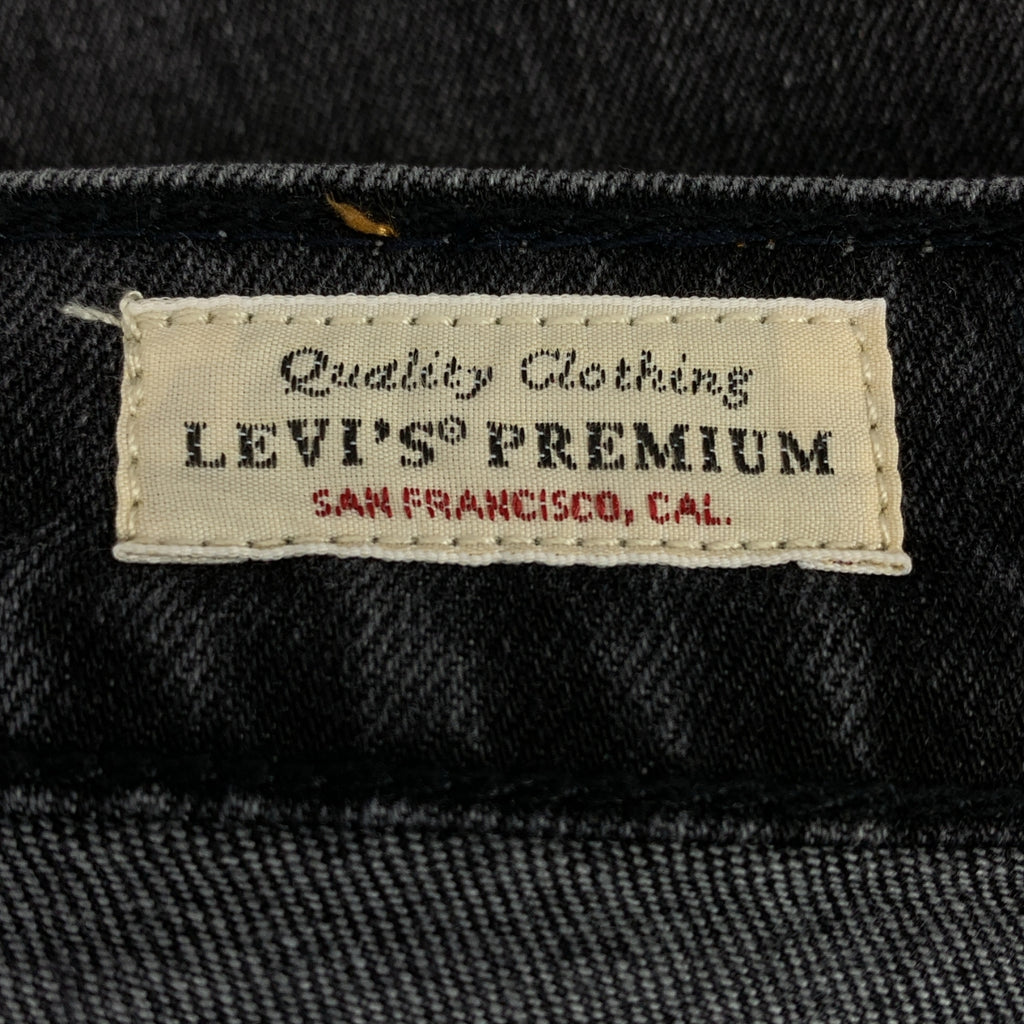 Quality Clothing
LEVI'S® PREMIUM
SAN FRANCISCO, CAL.